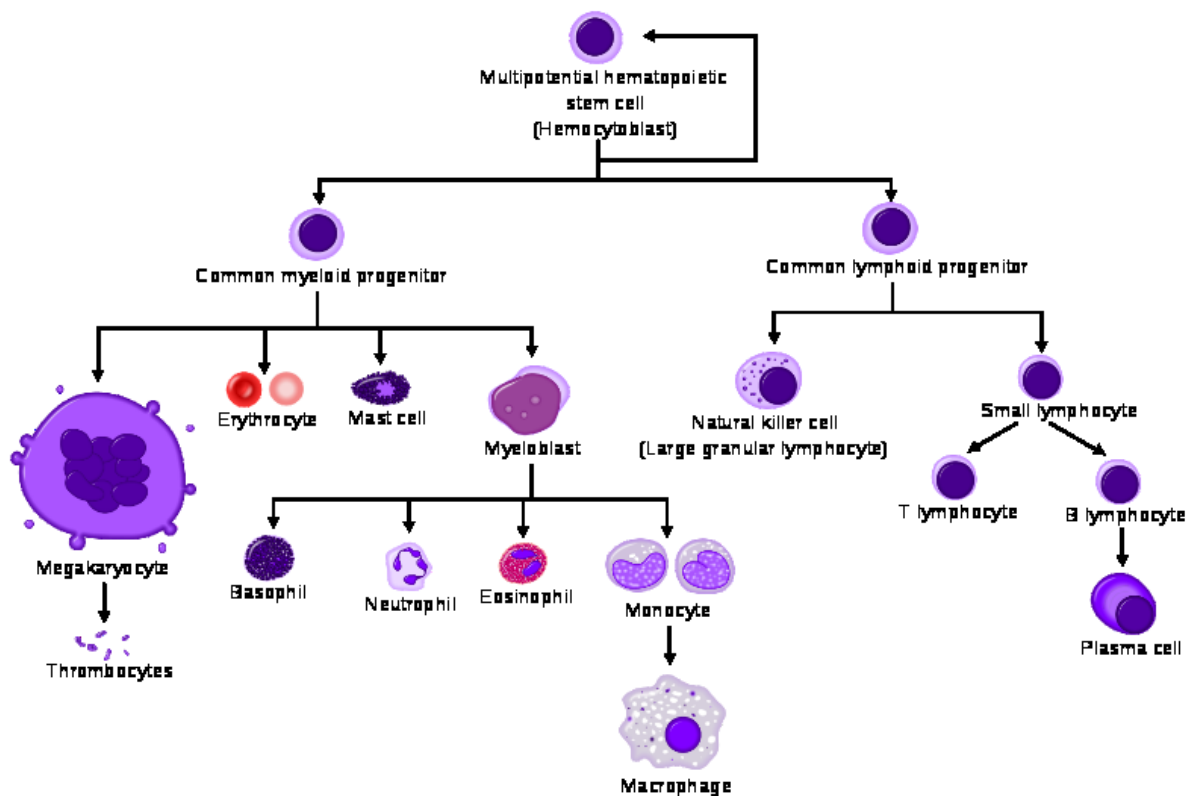 Multipotential hematopoietic
stem cell
(Hemocytoblast)
Common myeloid progenitor
Common lymphoid progenitor
Erythrocyte
Mast cell
Myeloblast
Natural killer cell
(Large granular lymphocyte)
Small lymphocyte
T lymphocyte
B lymphocyte
Megakaryocyte
Basophil
Neutrophil
Eosinophil
Monocyte
Plasma cell
Thrombocytes
Macrophage